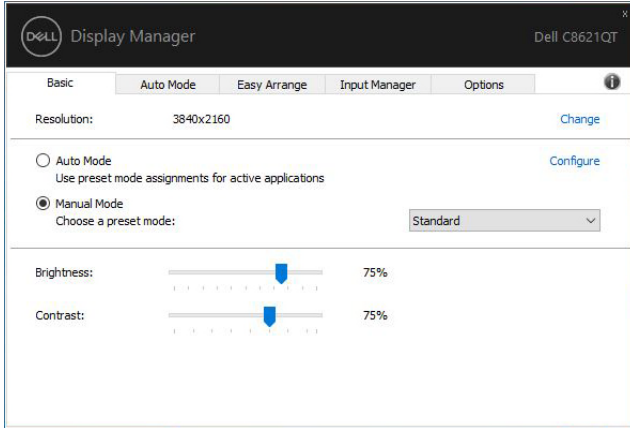 DELL Display Manager Dell C8621QT
x
Basic Auto Mode Easy Arrange Input Manager Options
Resolution: 3840x2160 Change
Auto Mode Configure
Use preset mode assignments for active applications
Manual Mode
Choose a preset mode: Standard
Brightness: 75%
Contrast: 75%